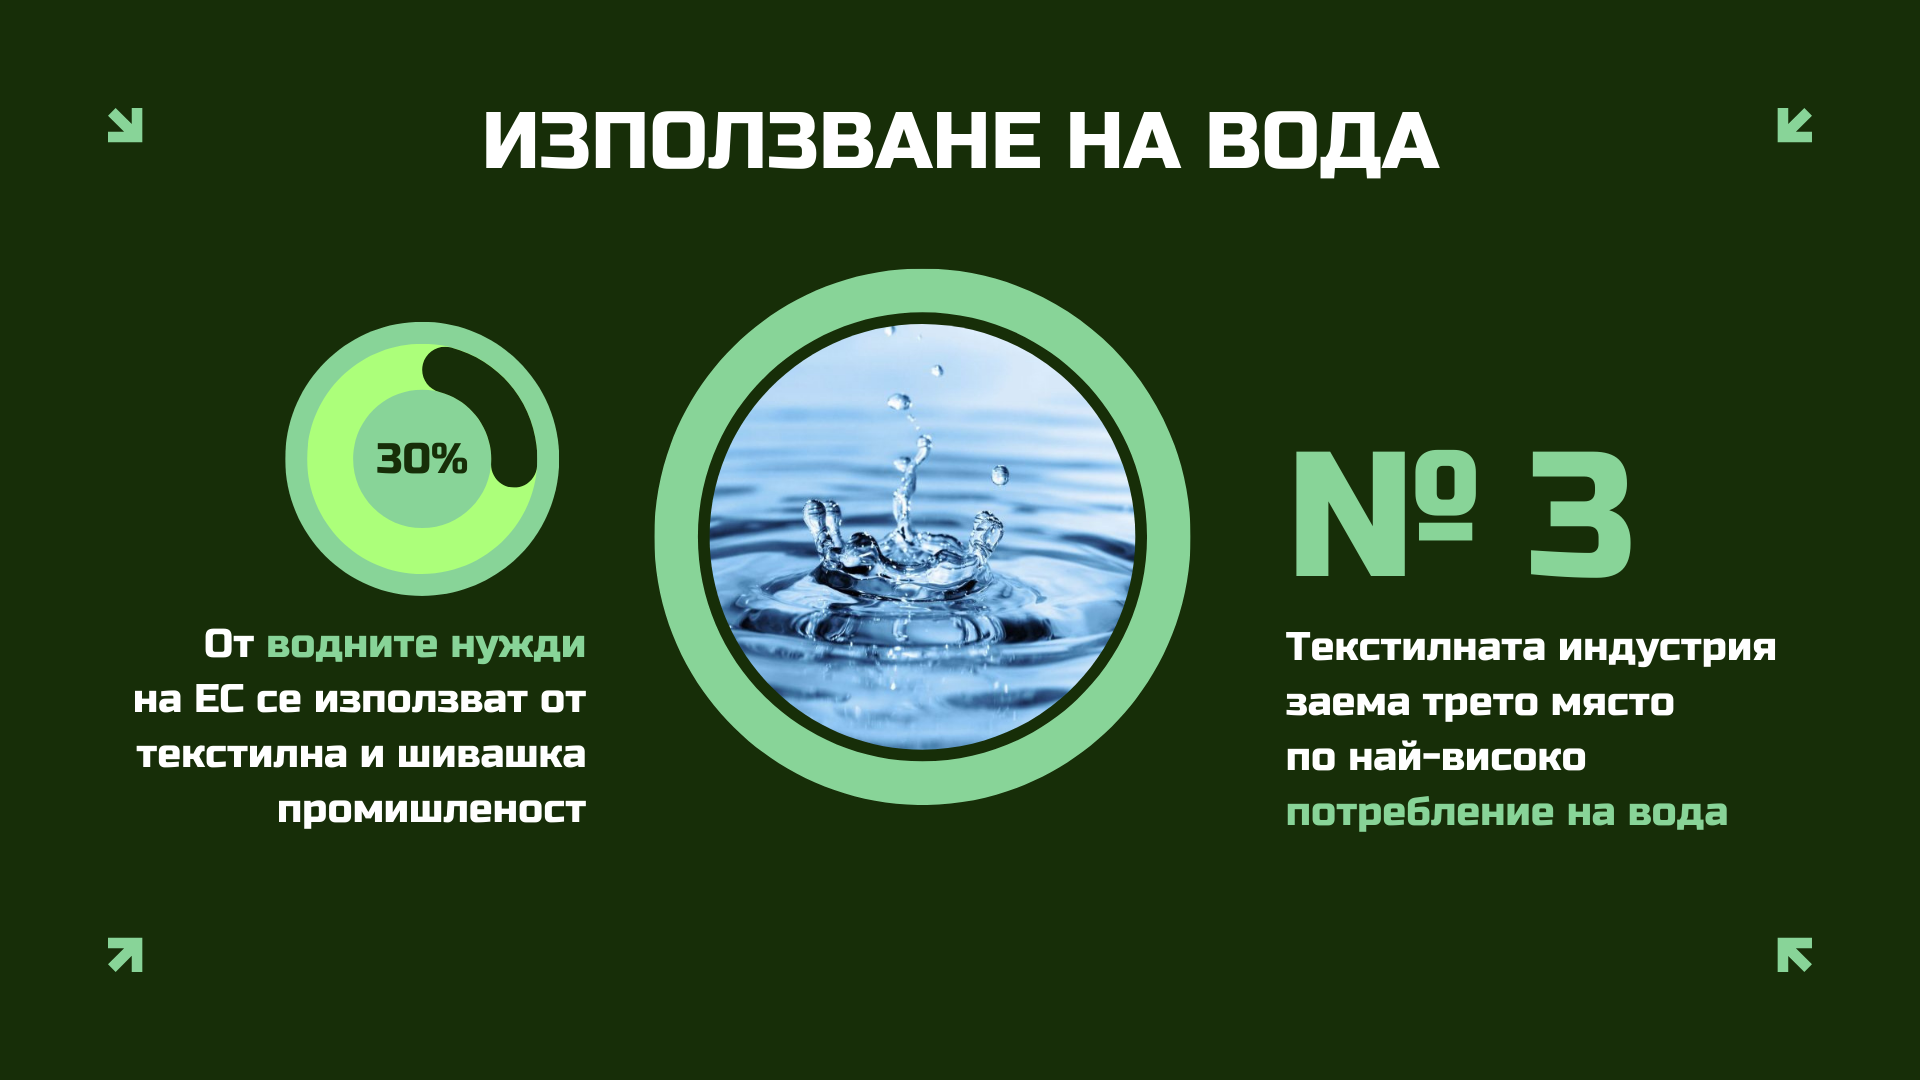 ИЗПОЛЗВАНЕ НА ВОДА
30%
От водните нужди
на ЕС се използват от
текстилна и шивашка
промишленост
№ 3
Текстилната индустрия
заема трето място
по най-високо
потребление на вода